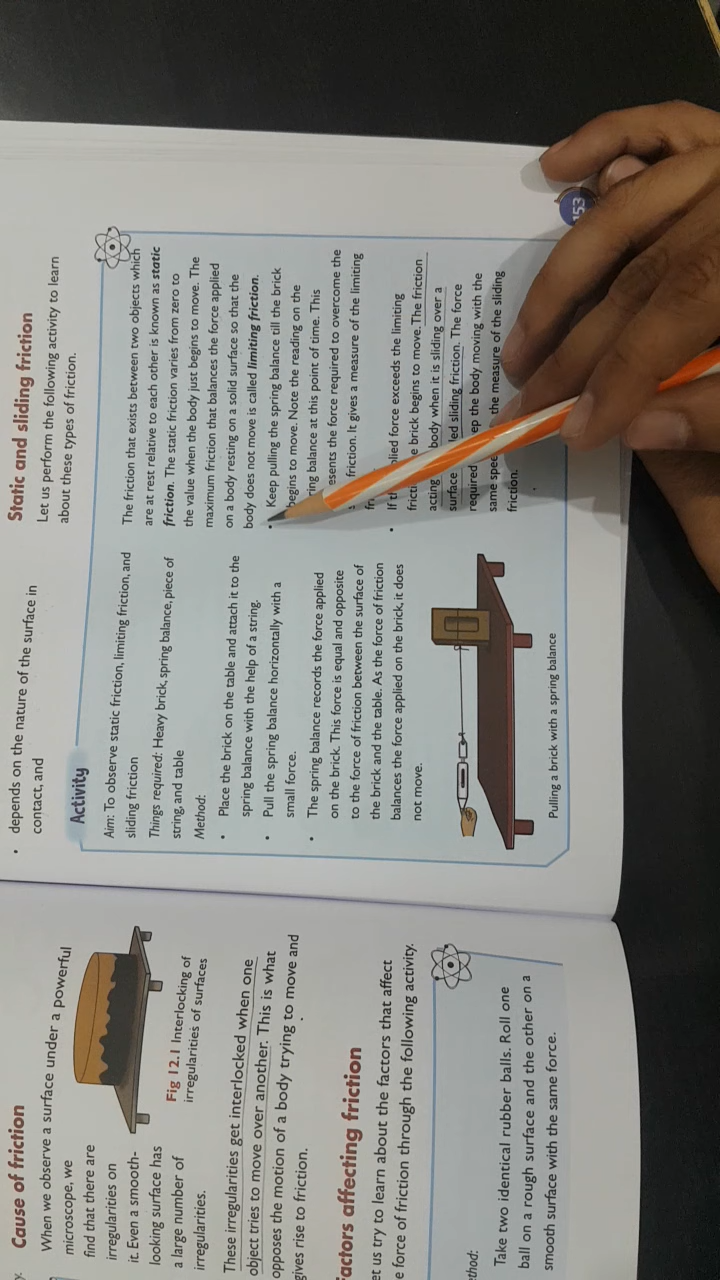 Cause of friction
When we observe a surface under a powerful
microscope, we
find that there are
irregularities on
it. Even a smooth-
looking surface has
a large number of
irregularities.
Fig 12.1 Interlocking of
irregularities of surfaces
These irregularities get interlocked when one
object tries to move over another. This is what
opposes the motion of a body trying to move and
gives rise to friction.
actors affecting friction
et us try to learn about the factors that affect
e force of friction through the following activity.
thod:
Take two identical rubber balls. Roll one
ball on a rough surface and the other on a
smooth surface with the same force.
• depends on the nature of the surface in
contact, and
Static and sliding friction
Let us perform the following activity to learn
about these types of friction.
Activity
Aim: To observe static friction, limiting friction, and
sliding friction
Things required: Heavy brick, spring balance, piece of
string, and table
Method:
• Place the brick on the table and attach it to the
spring balance with the help of a string.
• Pull the spring balance horizontally with a
small force.
• The spring balance records the force applied
on the brick. This force is equal and opposite
to the force of friction between the surface of
the brick and the table. As the force of friction
balances the force applied on the brick, it does
not move.
Pulling a brick with a spring balance
The friction that exists between two objects which
are at rest relative to each other is known as static
friction. The static friction varies from zero to
the value when the body just begins to move. The
maximum friction that balances the force applied
on a body resting on a solid surface so that the
body does not move is called limiting friction.
• Keep pulling the spring balance till the brick
begins to move. Note the reading on the
ring balance at this point of time. This
esents the force required to overcome the
friction. It gives a measure of the limiting
fr
• If th lied force exceeds the limiting
fricti e brick begins to move. The friction
acting body when it is sliding over a
surface led sliding friction. The force
required ep the body moving with the
same spee the measure of the sliding
friction.
153